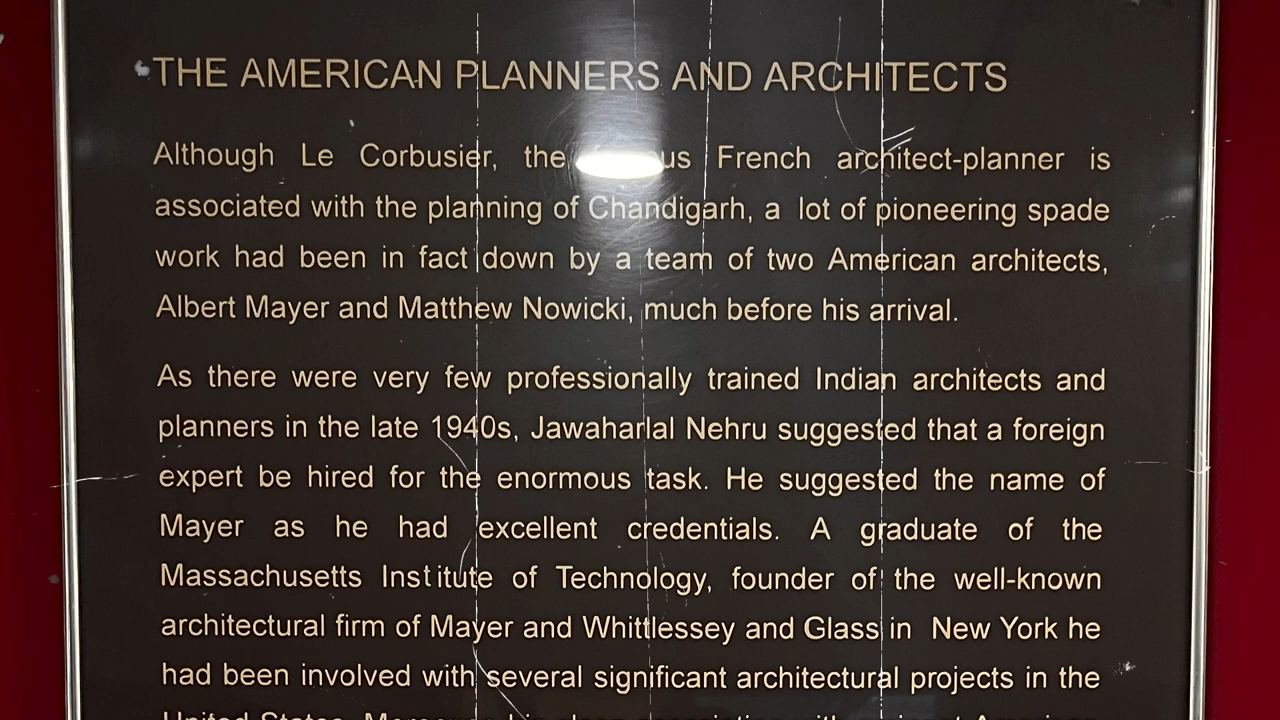 THE AMERICAN PLANNERS AND ARCHITECTS
Although Le Corbusier, the French architect-planner is
associated with the planning of Chandigarh, a lot of pioneering spade
work had been in fact down by a team of two American architects,
Albert Mayer and Matthew Nowicki, much before his arrival.
As there were very few professionally trained Indian architects and
planners in the late 1940s, Jawaharlal Nehru suggested that a foreign
expert be hired for the enormous task. He suggested the name of
Mayer as he had excellent credentials. A graduate of the
Massachusetts Institute of Technology, founder of the well-known
architectural firm of Mayer and Whittlessey and Glass in New York he
had been involved with several significant architectural projects in the